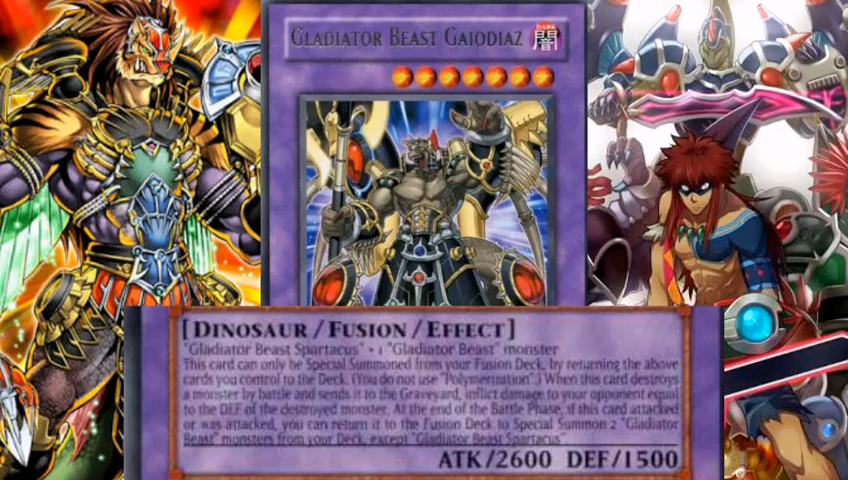 GLADIATOR BEAST GAIODIAZ
DARK
闇
[DINOSAUR / FUSION / EFFECT]
"Gladiator Beast Spartacus" + 1 "Gladiator Beast" monster
This card can only be Special Summoned from your Fusion Deck, by returning the above
cards you control to the Deck. (You do not use "Polymerization".) When this card destroys
a monster by battle and sends it to the Graveyard, inflict damage to your opponent equal
to the DEF of the destroyed monster. At the end of the Battle Phase, if this card attacked
or was attacked, you can return it to the Fusion Deck to Special Summon 2 "Gladiator
Beast" monsters from your Deck, except "Gladiator Beast Spartacus".
ATK/2600 DEF/1500